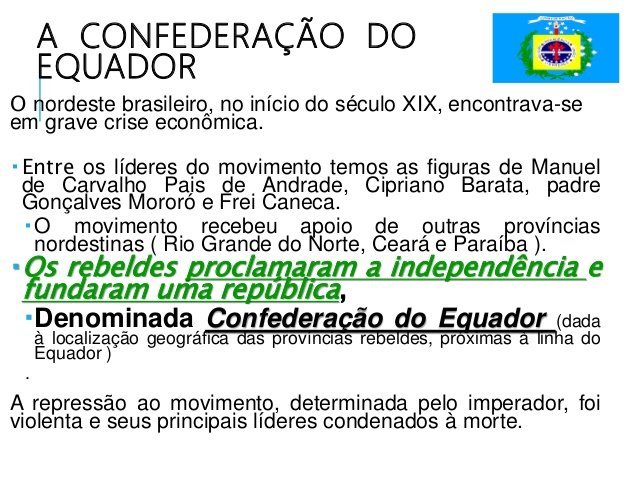 A CONFEDERAÇÃO DO
EQUADOR
O nordeste brasileiro, no início do século XIX, encontrava-se
em grave crise econômica.
Entre os líderes do movimento temos as figuras de Manuel
de Carvalho Pais de Andrade, Cipriano Barata, padre
Gonçalves Mororó e Frei Caneca.
O movimento recebeu apoio de outras províncias
nordestinas ( Rio Grande do Norte, Ceará e Paraíba ).
Os rebeldes proclamaram a independência e
fundaram uma república,
Denominada Confederação do Equador (dada
à localização geográfica das províncias rebeldes, próximas à linha do
Equador )
.
A repressão ao movimento, determinada pelo imperador, foi
violenta e seus principais líderes condenados à morte.